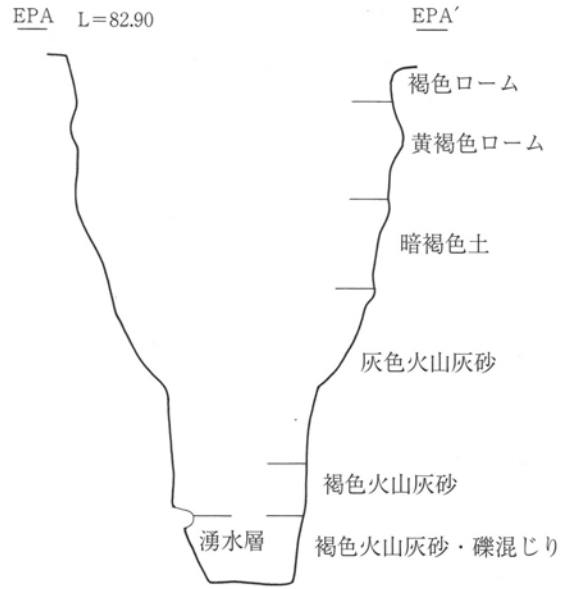 EPA L＝82.90 EPA′
褐色ローム
黄褐色ローム
暗褐色土
灰色火山灰砂
褐色火山灰砂
湧水層 褐色火山灰砂・礫混じり